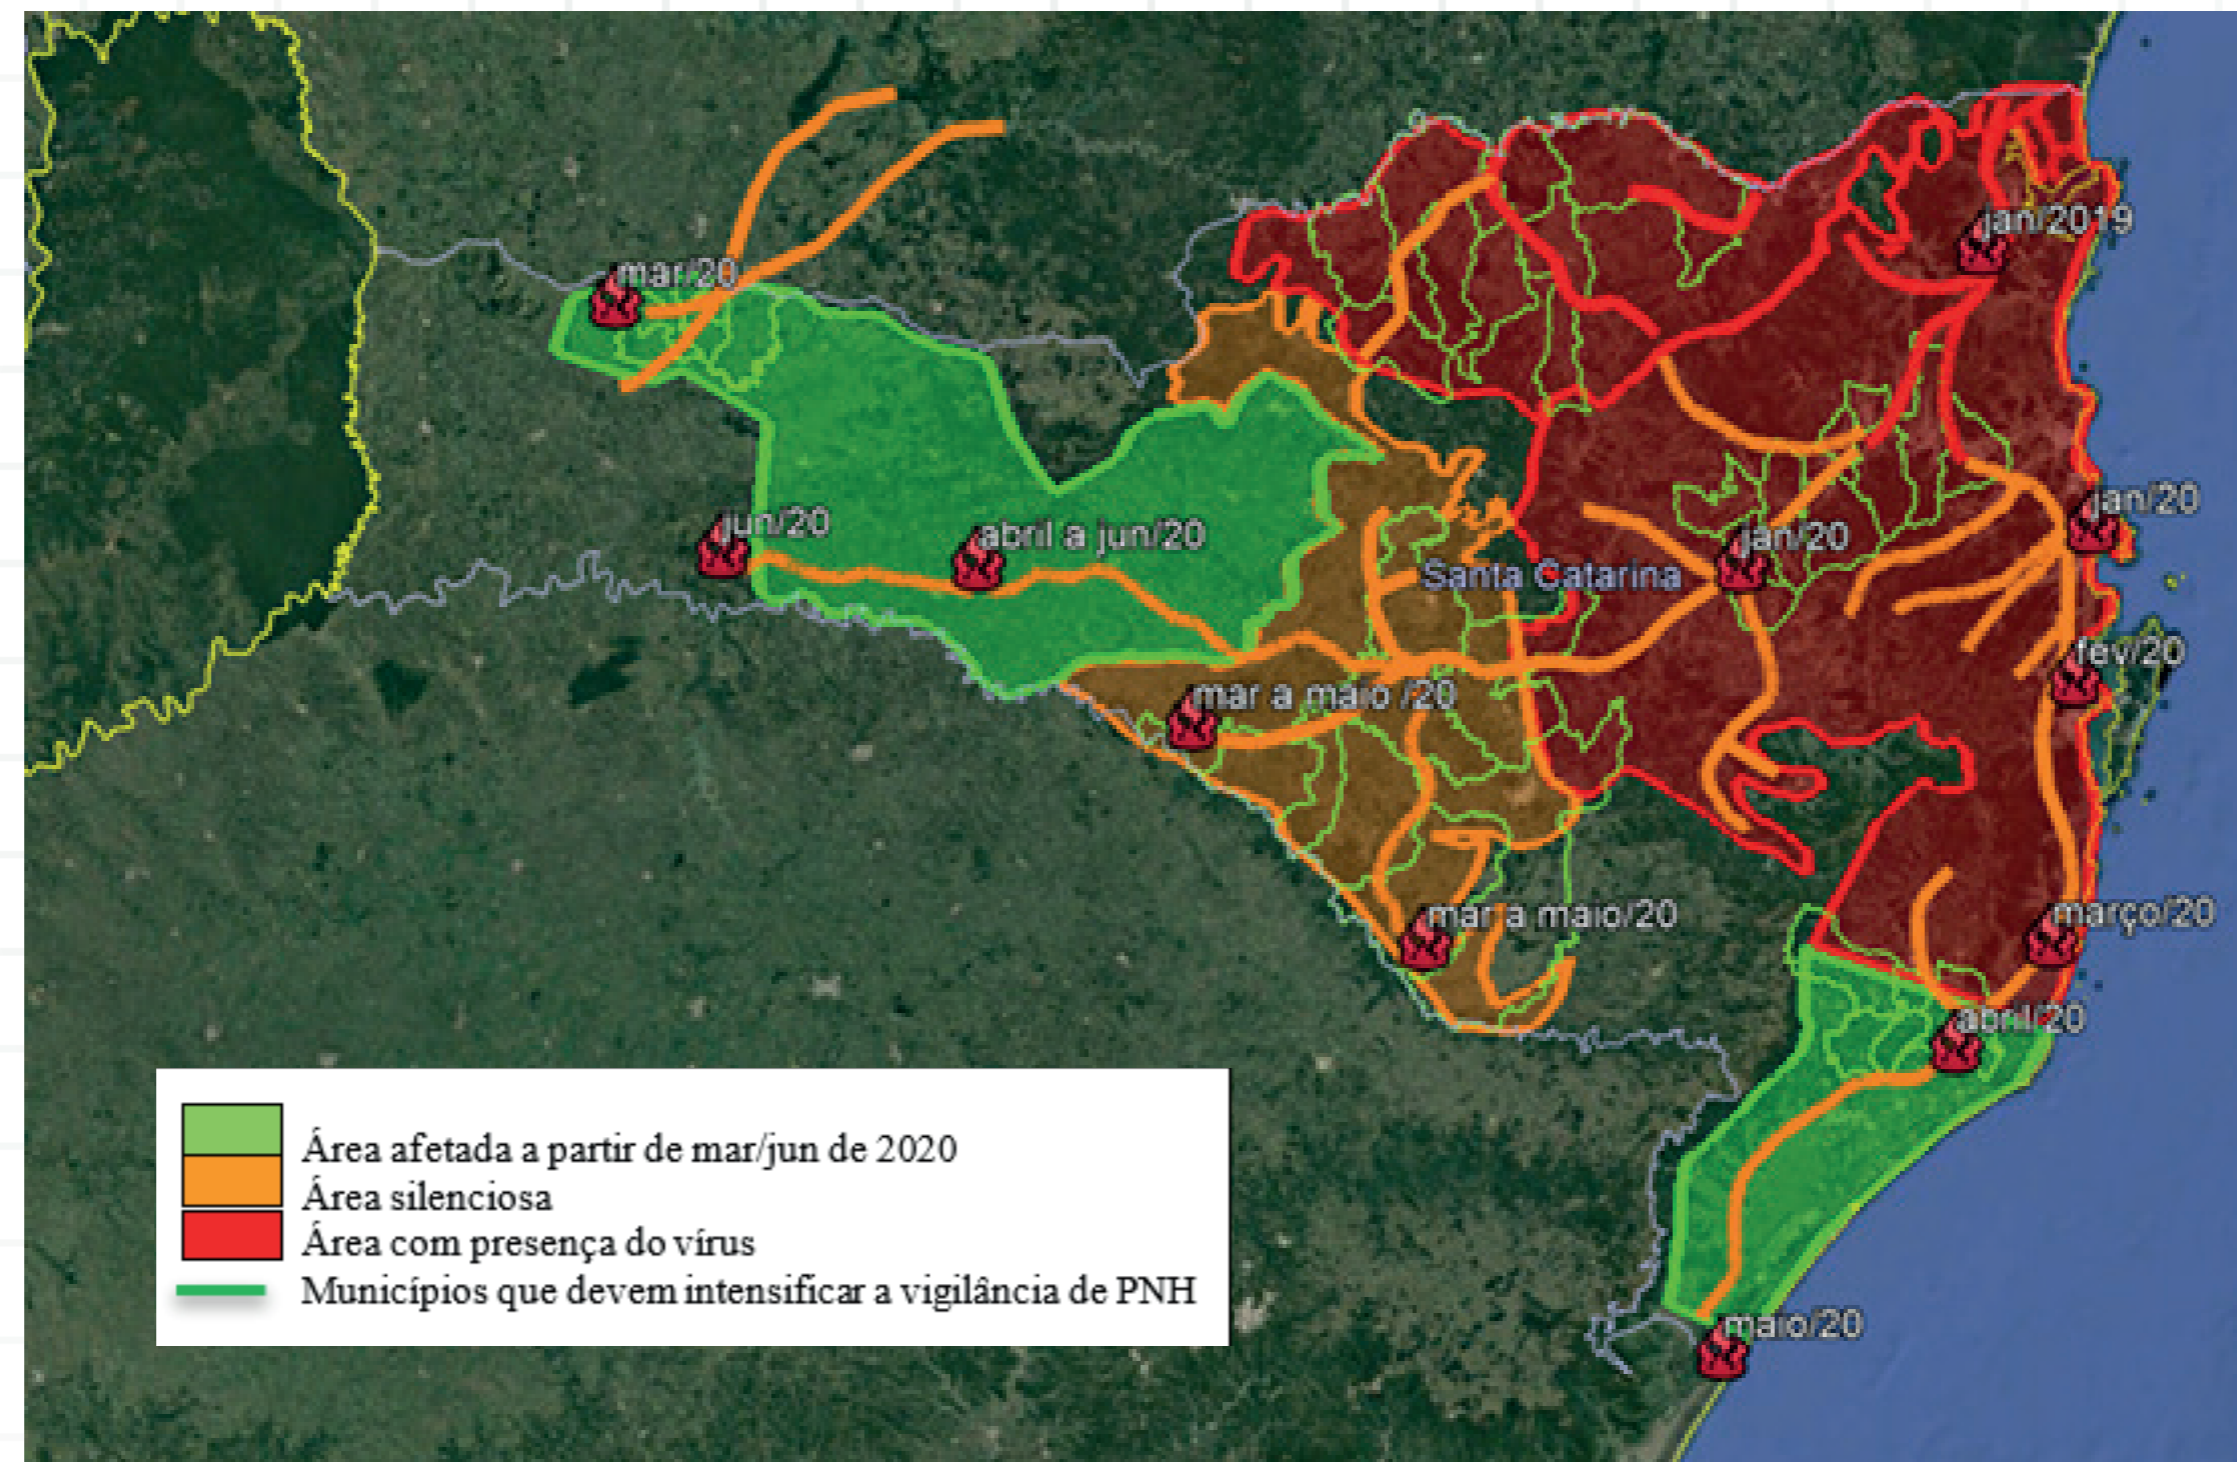 jan/2019
mar/20
jan/20
jun/20
abril a jun/20
jan/20
Santa Catarina
fev/20
mar a maio /20
mar a maio/20
março/20
abril/20
maio/20
Área afetada a partir de mar/jun de 2020
Área silenciosa
Área com presença do vírus
Municípios que devem intensificar a vigilância de PNH